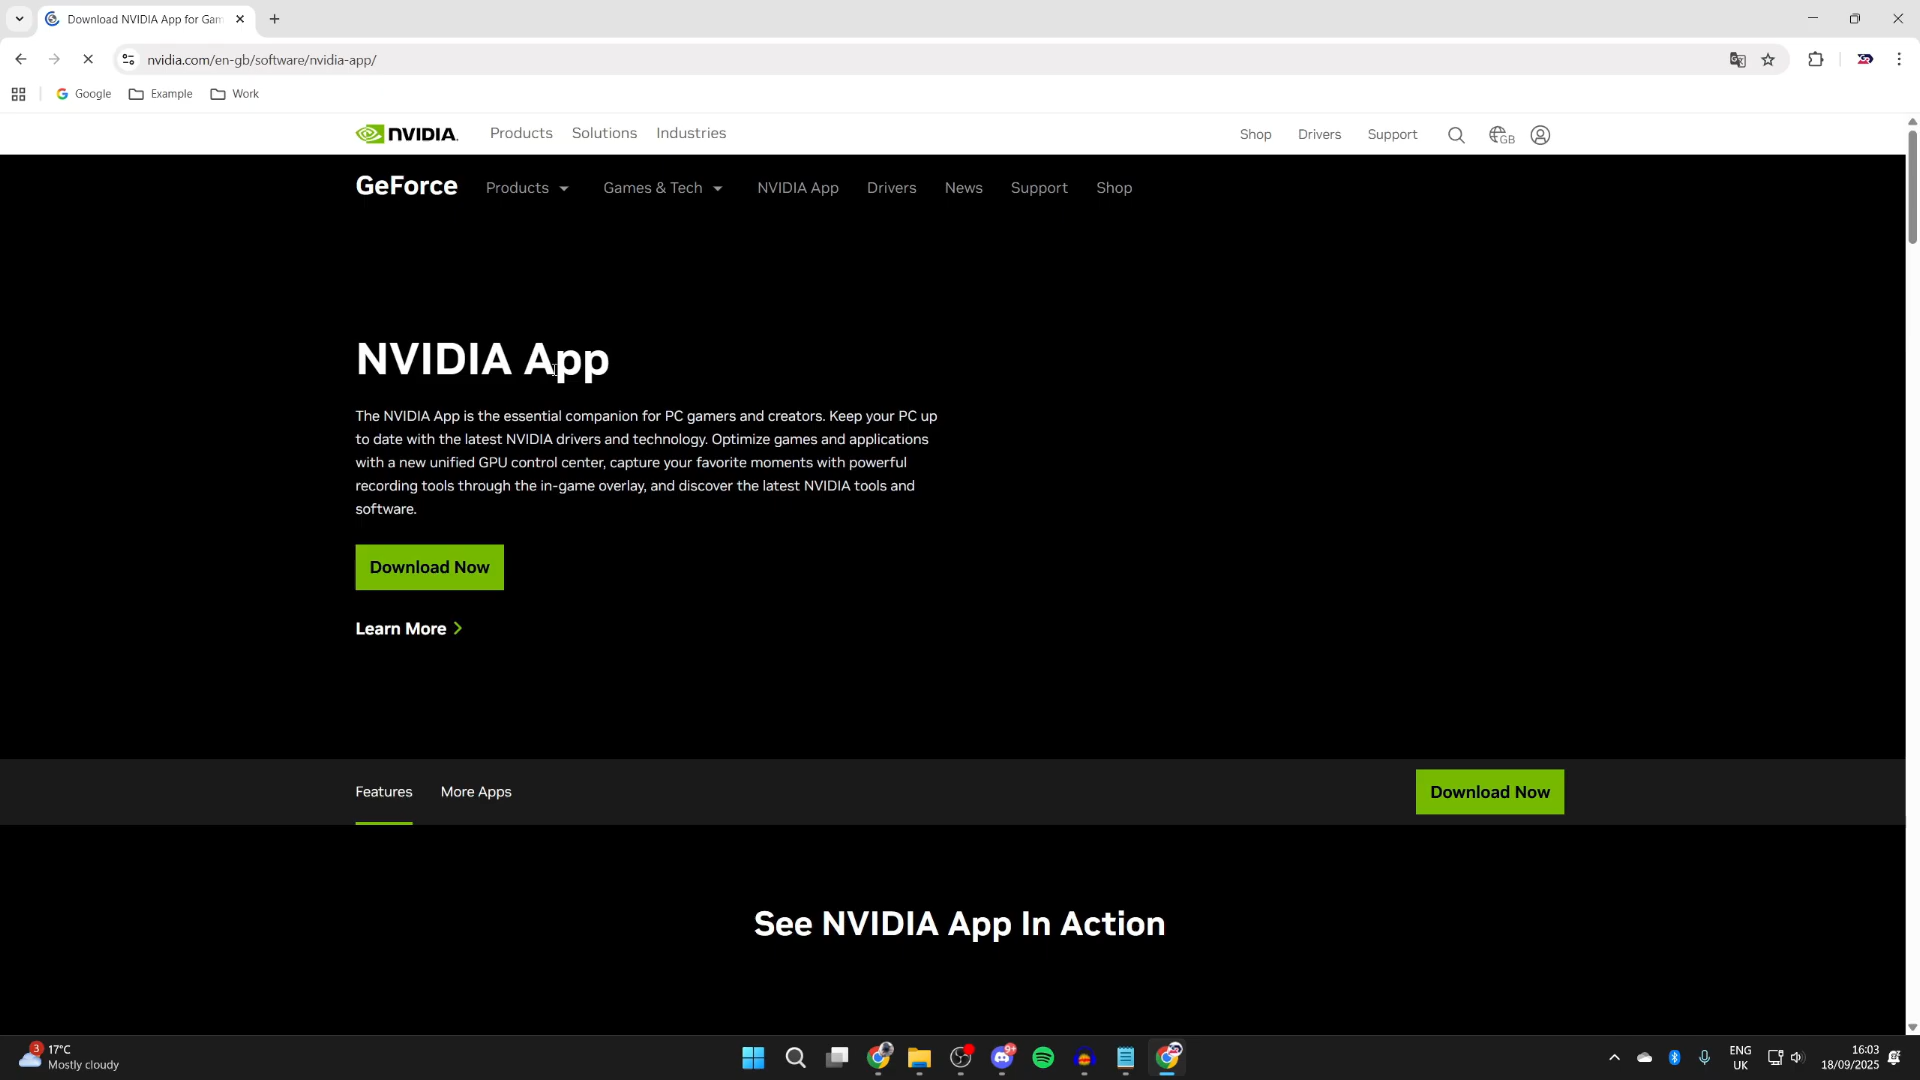 Download NVIDIA App for Gam
nvidia.com/en-gb/software/nvidia-app/
Google
Example
Work
NVIDIA.
Products
Solutions
Industries
Shop
Drivers
Support
GB
GeForce
Products
Games & Tech
NVIDIA App
Drivers
News
Support
Shop
NVIDIA App
The NVIDIA App is the essential companion for PC gamers and creators. Keep your PC up
to date with the latest NVIDIA drivers and technology. Optimize games and applications
with a new unified GPU control center, capture your favorite moments with powerful
recording tools through the in-game overlay, and discover the latest NVIDIA tools and
software.
Download Now
Learn More
Features
More Apps
Download Now
See NVIDIA App In Action
3
17°C
Mostly cloudy
9+
ENG
UK
16:03
18/09/2025